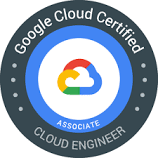 Google Cloud Certified
ASSOCIATE
CLOUD ENGINEER